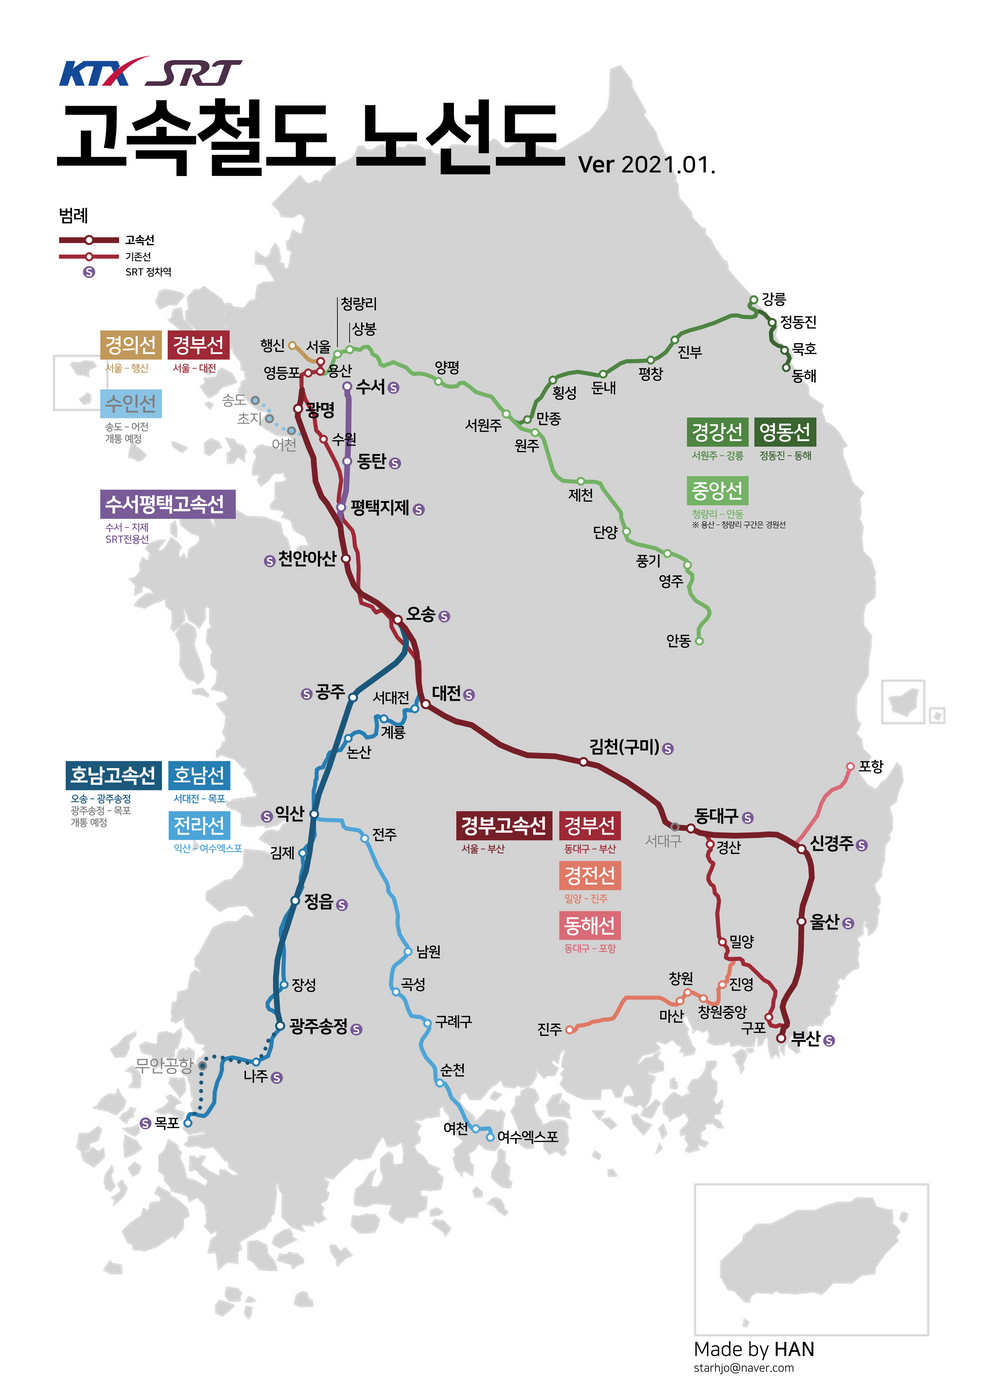 KTX SRT
고속철도 노선도 Ver 2021.01.
범례
고속선
기존선
S SRT 정차역
청량리
상봉
강릉
정동진
묵호
동해
경의선
서울 – 행신
경부선
서울 – 대전
행신
서울
영등포
용산
양평
진부
평창
둔내
횡성
만종
서원주
원주
수서 S
수인선
송도 – 어천
개통 예정
송도
초지
어천
광명
수원
경강선
서원주 – 강릉
영동선
정동진 – 동해
동탄 S
제천
중앙선
청량리 – 안동
※ 용산 – 청량리 구간은 경원선
수서평택고속선
수서 – 지제
SRT전용선
평택지제 S
단양
풍기
영주
S 천안아산
오송 S
안동
S 공주
서대전
대전 S
계룡
논산
김천(구미) S
포항
호남고속선
오송 – 광주송정
광주송정 – 목포
개통 예정
호남선
서대전 – 목포
전라선
익산 – 여수엑스포
S 익산
전주
김제
경부고속선
서울 – 부산
경부선
동대구 – 부산
경전선
밀양 – 진주
동해선
동대구 – 포항
서대구
동대구 S
경산
신경주 S
정읍 S
울산 S
남원
밀양
장성
곡성
창원
진영
마산
창원중앙
구포
진주
부산 S
광주송정 S
구례구
무안공항
나주 S
순천
S 목포
여천
여수엑스포
Made by HAN
starhjo@naver.com